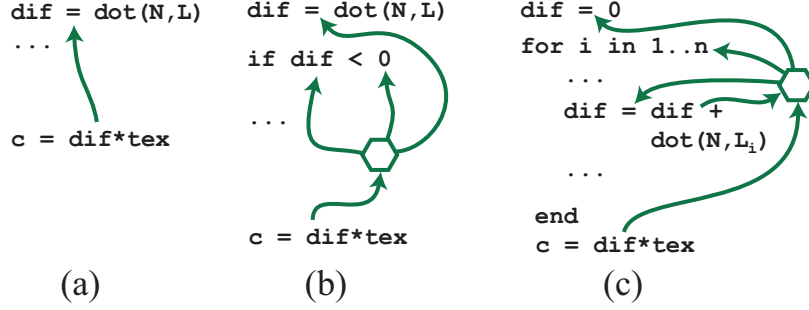 dif = dot(N,L)
...
c = dif*tex
(a)
dif = dot(N,L)
if dif < 0
...
c = dif*tex
(b)
dif = 0
for i in 1..n
...
dif = dif +
dot(N,Li)
...
end
c = dif*tex
(c)